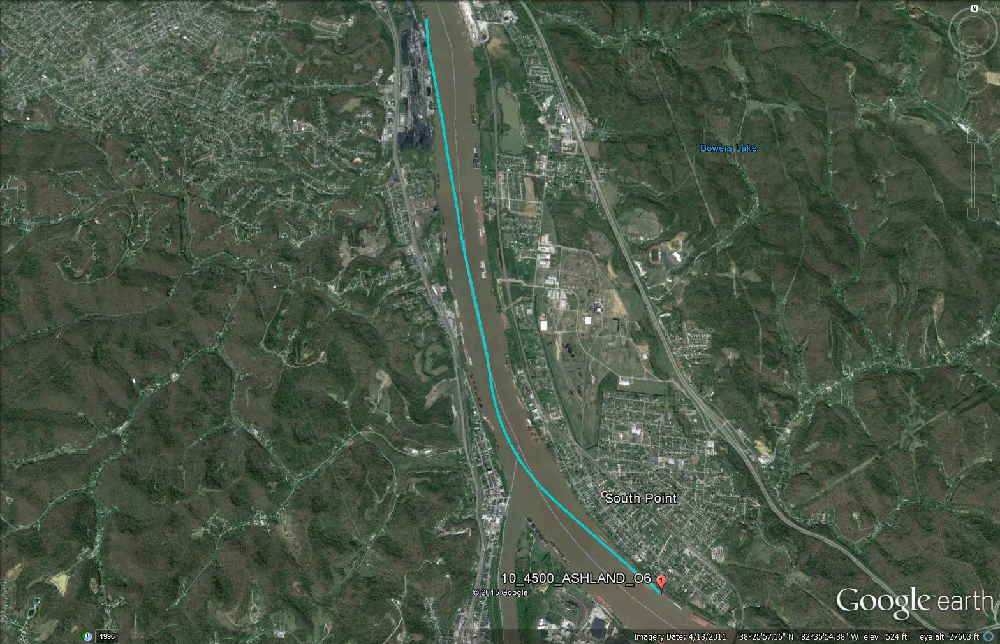 N
Bowers Lake
South Point
10_4500_ASHLAND_O6
1
© 2015 Google
Google earth
1996
Imagery Date: 4/13/2011 38°25'57.16" N 82°35'54.38" W elev 524 ft eye alt 27603 ft